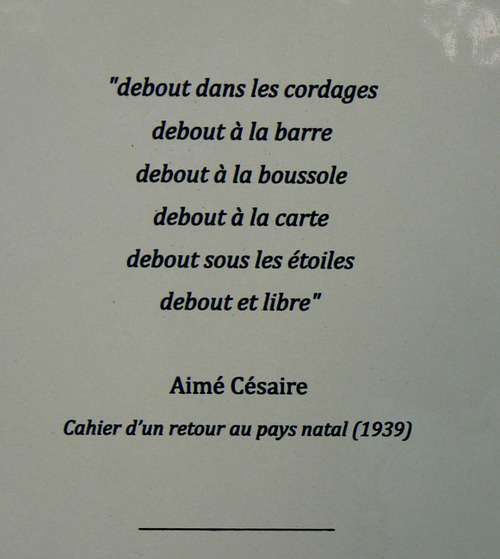 "debout dans les cordages
debout à la barre
debout à la boussole
debout à la carte
debout sous les étoiles
debout et libre"
Aimé Césaire
Cahier d'un retour au pays natal (1939)